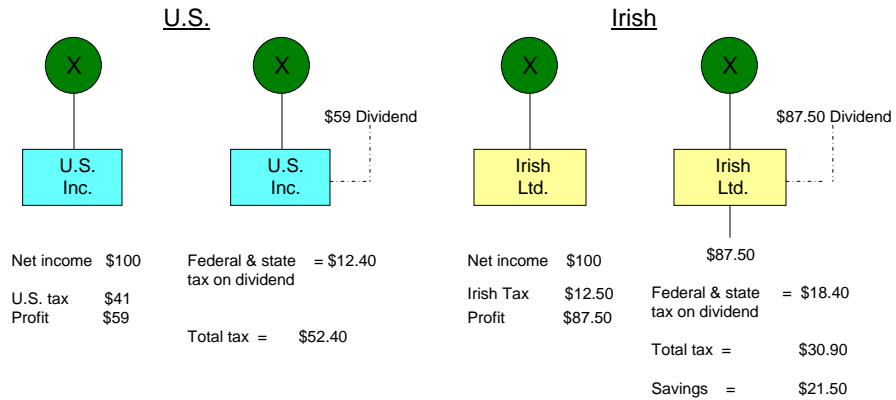 U.S.
Irish
X
X
X
X
$59 Dividend
$87.50 Dividend
U.S.
Inc.
U.S.
Inc.
Irish
Ltd.
Irish
Ltd.
Net income $100
U.S. tax $41
Profit $59
Federal & state = $12.40
tax on dividend
Total tax = $52.40
Net income $100
Irish Tax $12.50
Profit $87.50
$87.50
Federal & state = $18.40
tax on dividend
Total tax = $30.90
Savings = $21.50